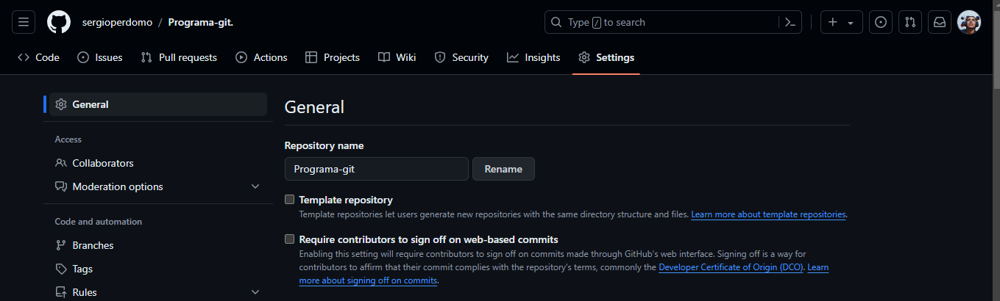 sergioperdomo / Programa-git.
Type / to search
Code Issues Pull requests Actions Projects Wiki Security Insights Settings
General
Access
Collaborators
Moderation options
Code and automation
Branches
Tags
Rules
General
Repository name
Programa-git Rename
Template repository
Template repositories let users generate new repositories with the same directory structure and files. Learn more about template repositories.
Require contributors to sign off on web-based commits
Enabling this setting will require contributors to sign off on commits made through GitHub’s web interface. Signing off is a way for
contributors to affirm that their commit complies with the repository's terms, commonly the Developer Certificate of Origin (DCO). Learn
more about signing off on commits.